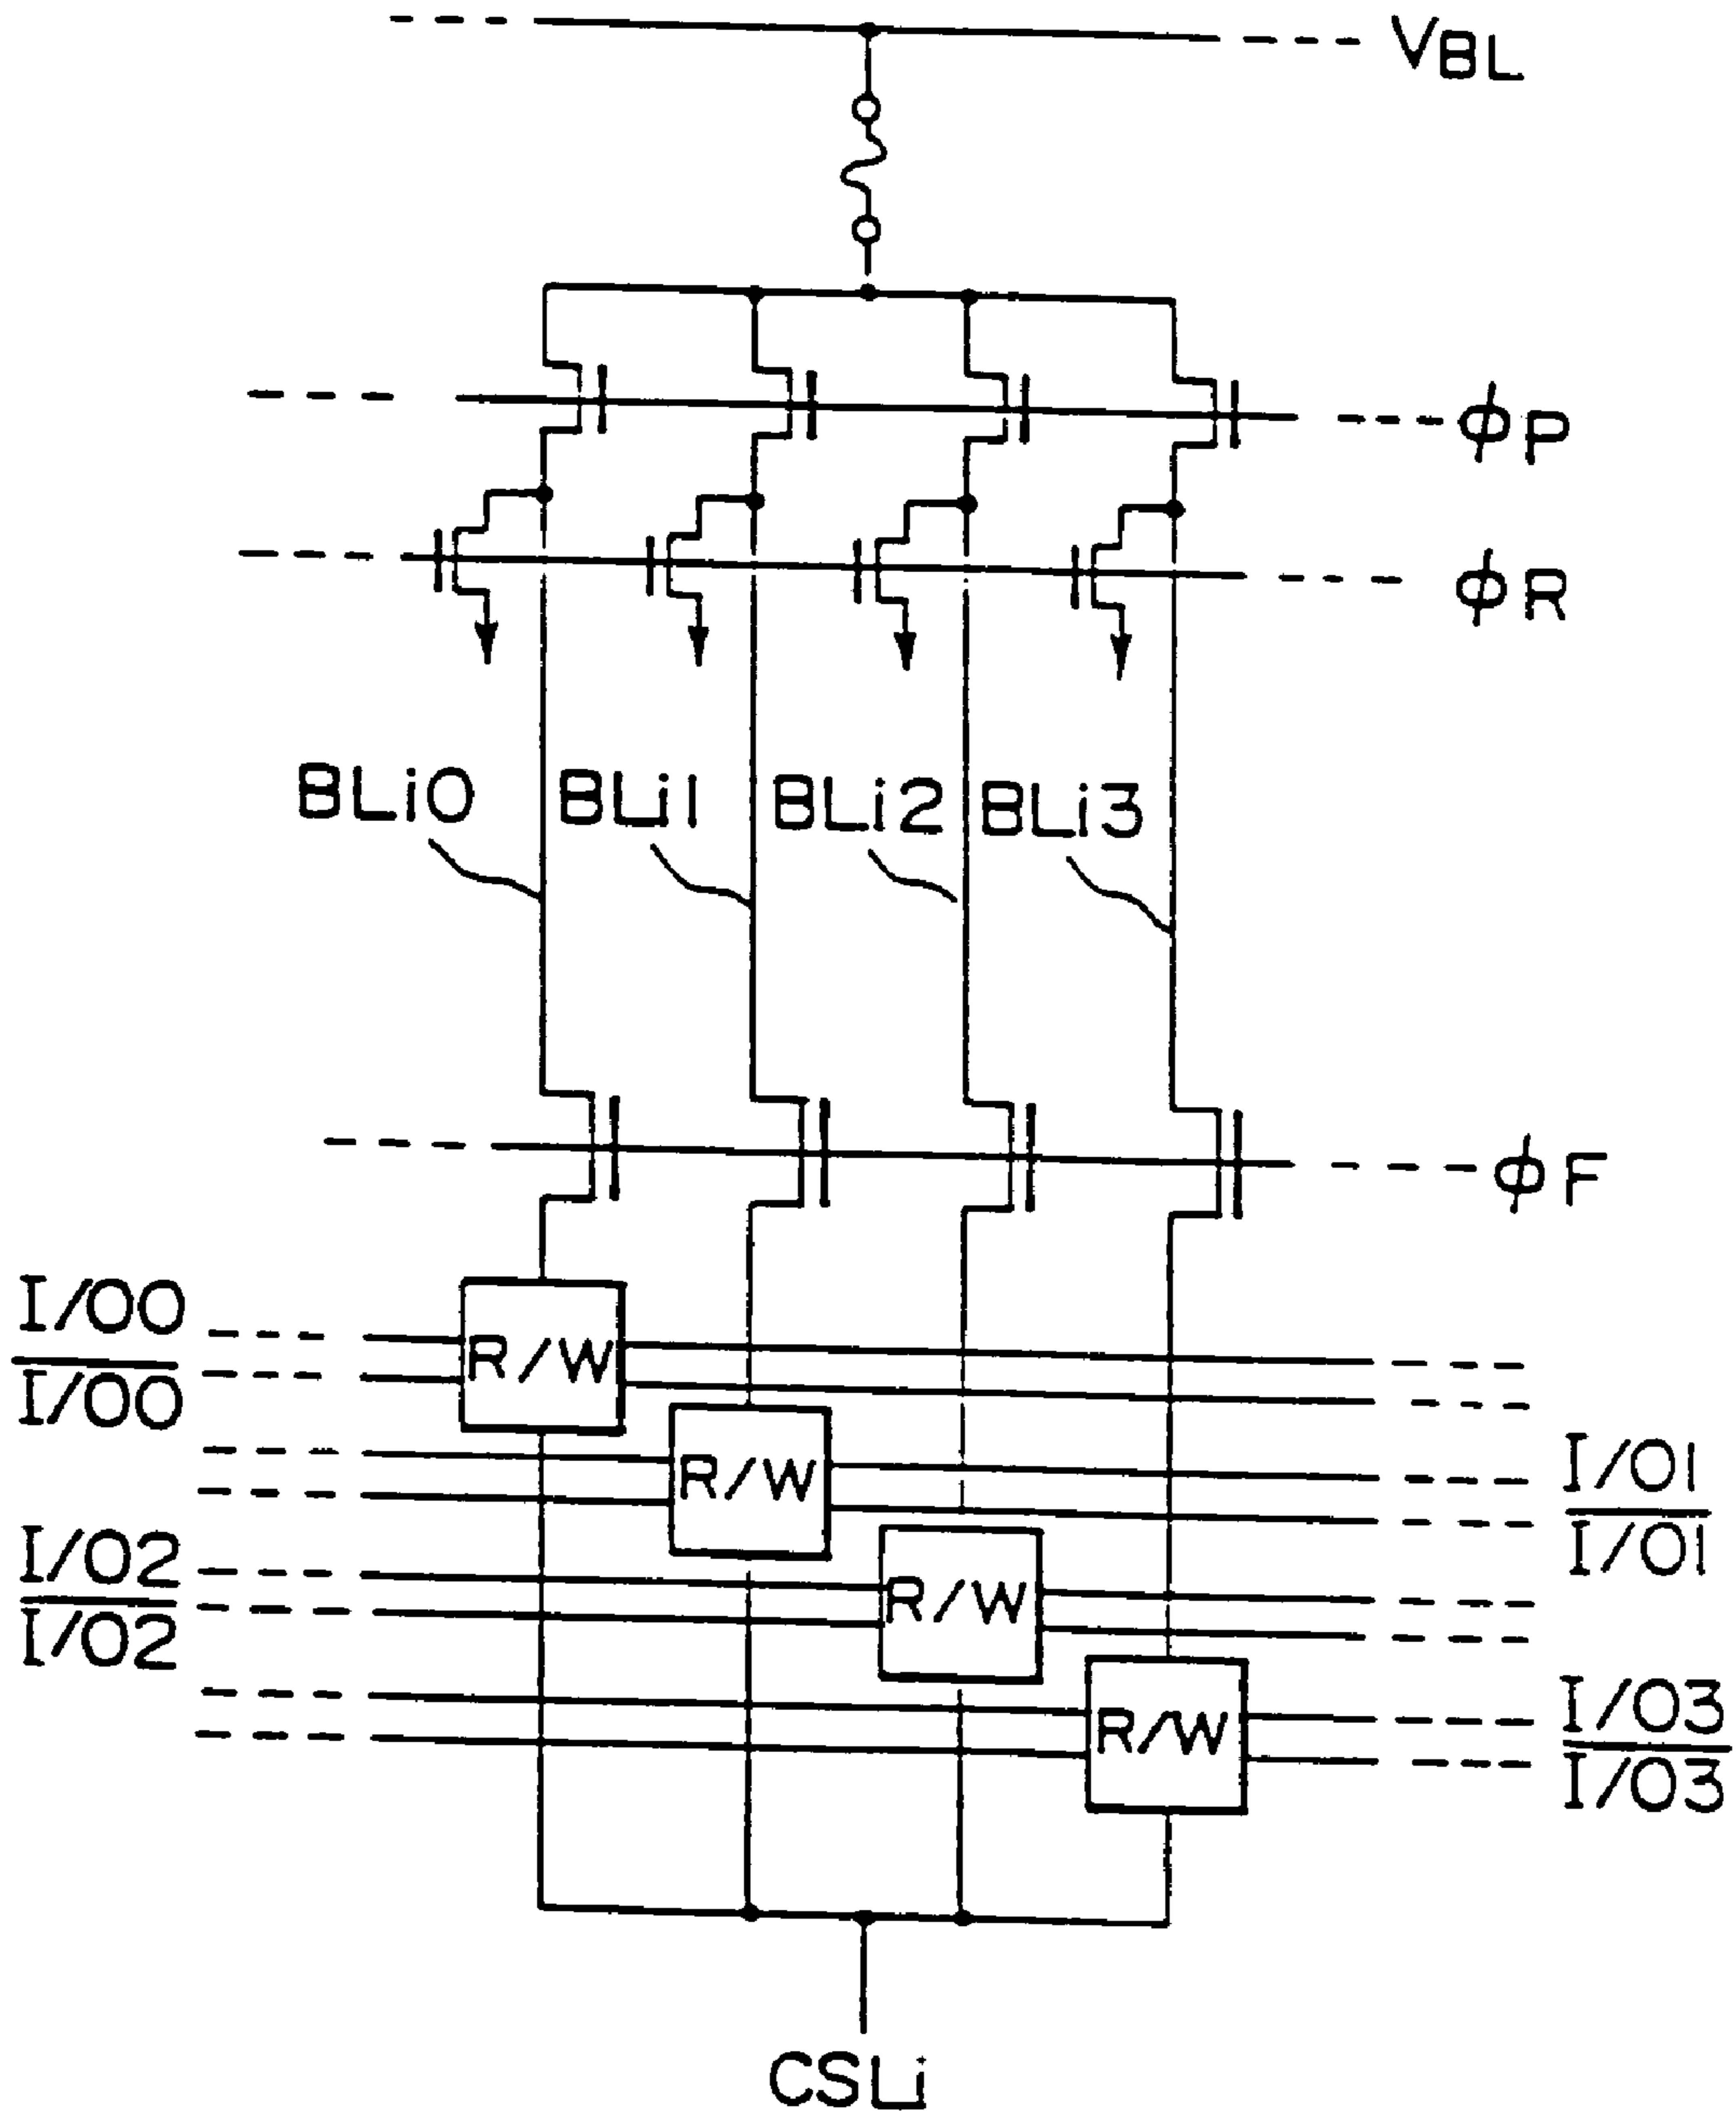 VBL
ϕP
ϕR
BLi0 BLi1 BLi2 BLi3
ϕF
I/O0
I/O0
R/W
R/W
I/O1
I/O1
I/O2
I/O2
R/W
R/W
I/O3
I/O3
CSLi